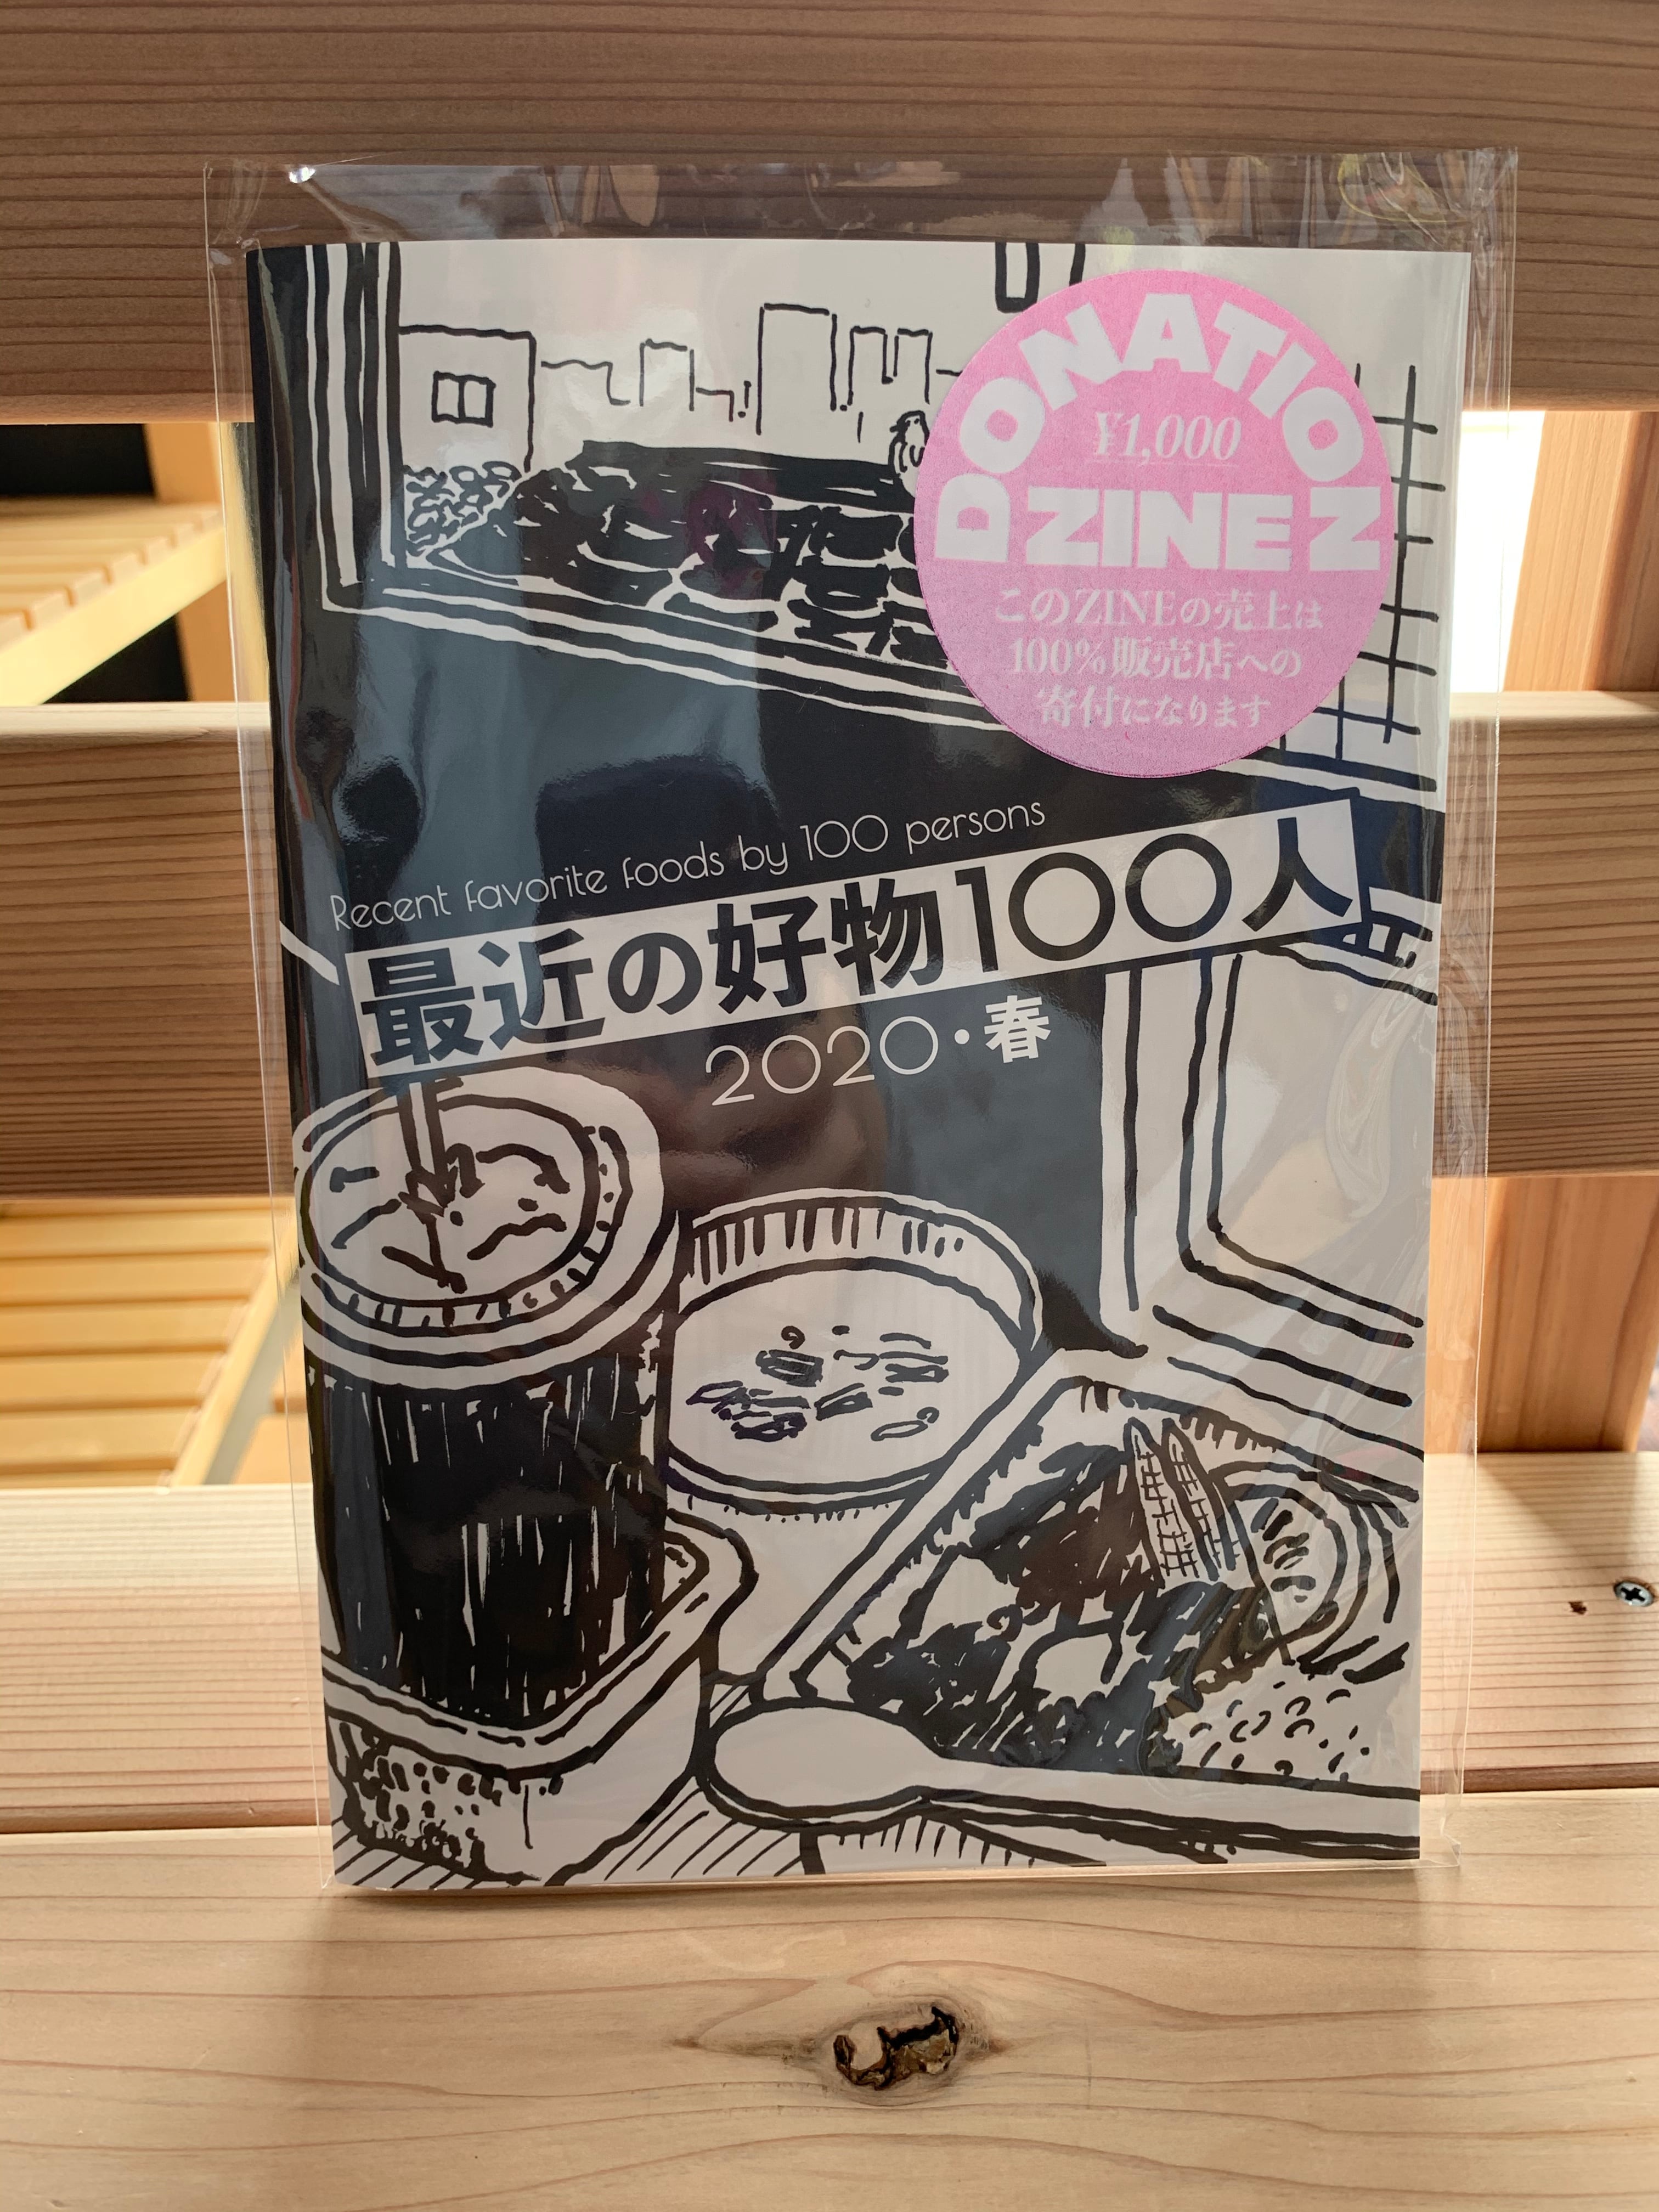 DONATION
¥1,000
ZINE
このZINEの売上は
100%販売店への
寄付になります
Recent favorite foods by 100 persons
最近の好物100人
2020・春